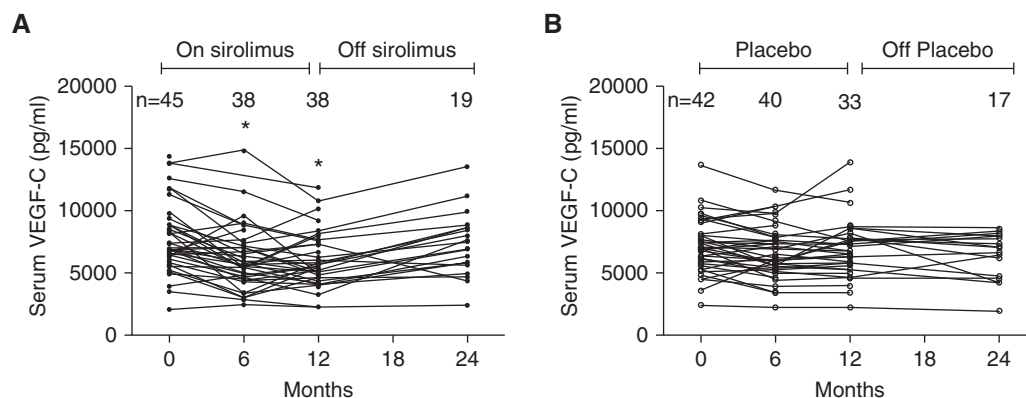 A
On sirolimus Off sirolimus
20000
n=45 38 38 19
*
15000
*
10000
5000
0
0 6 12 18 24
Months
Serum VEGF-C (pg/ml)
B
Placebo Off Placebo
20000
n=42 40 33 17
15000
10000
5000
0
0 6 12 18 24
Months
Serum VEGF-C (pg/ml)